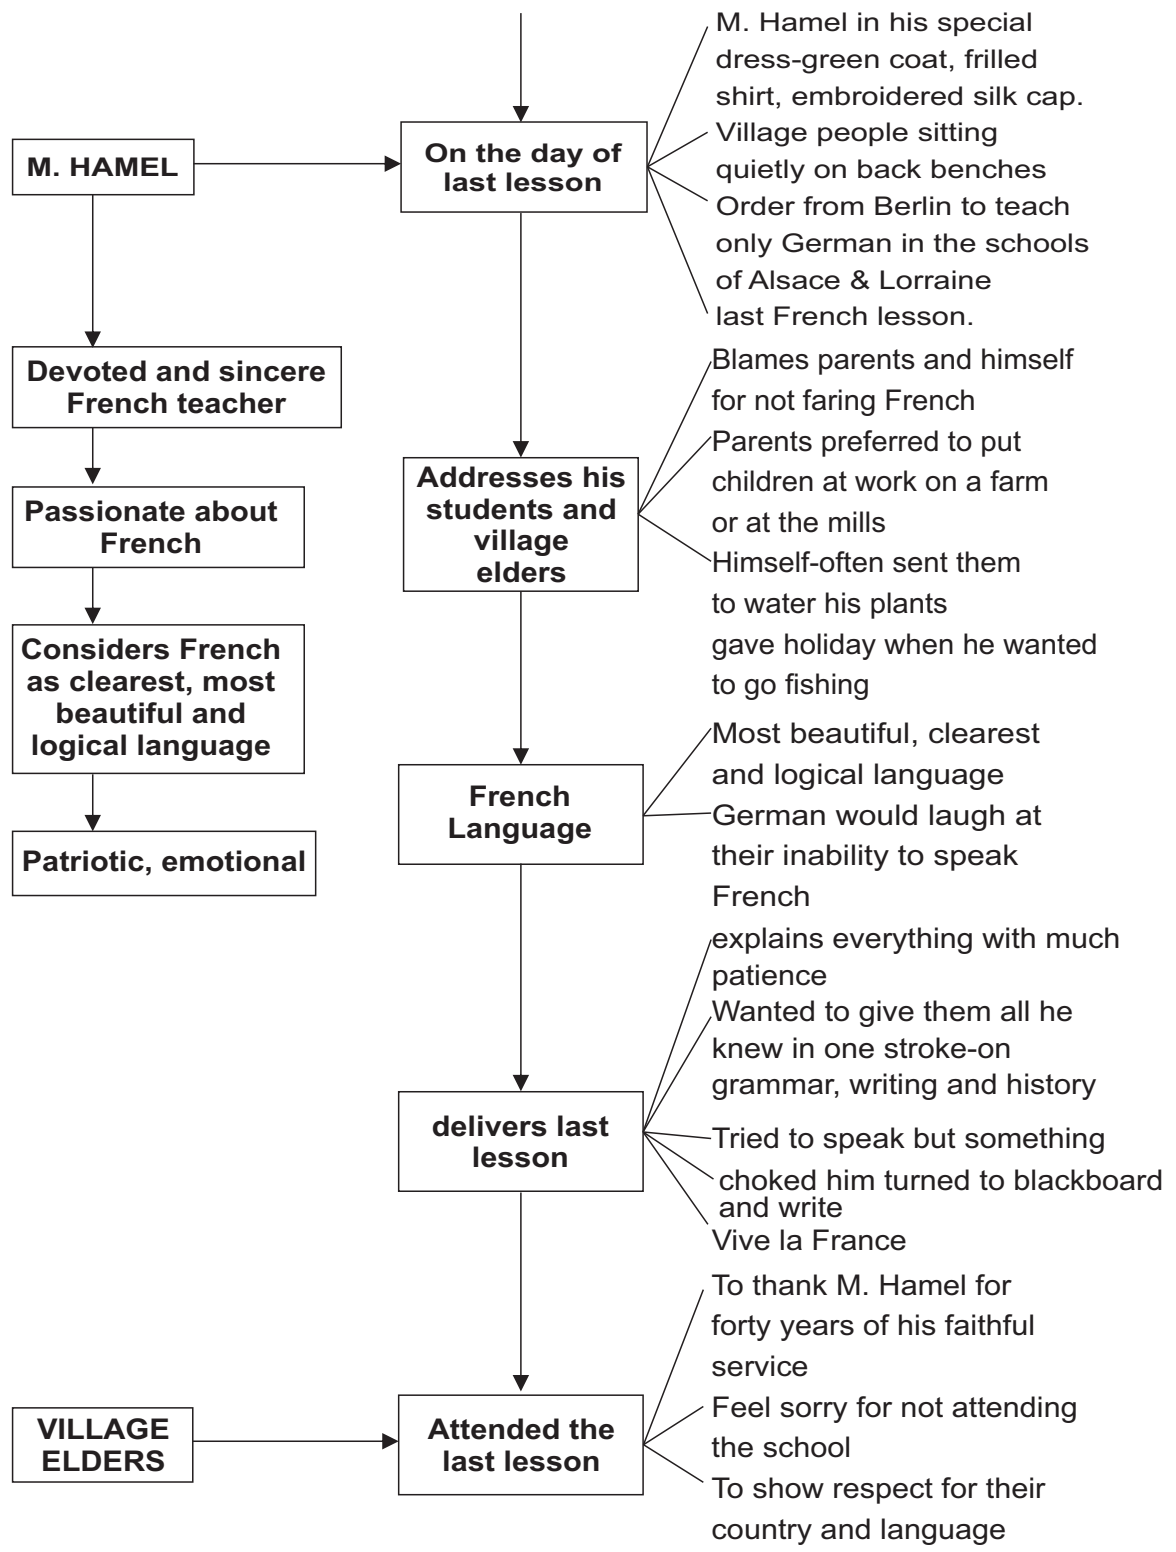 M. Hamel in his special
dress-green coat, frilled
shirt, embroidered silk cap.
Village people sitting
quietly on back benches
Order from Berlin to teach
only German in the schools
of Alsace & Lorraine
last French lesson.
M. HAMEL
On the day of
last lesson
Devoted and sincere
French teacher
Passionate about
French
Considers French
as clearest, most
beautiful and
logical language
Patriotic, emotional
Addresses his
students and
village
elders
Blames parents and himself
for not faring French
Parents preferred to put
children at work on a farm
or at the mills
Himself-often sent them
to water his plants
gave holiday when he wanted
to go fishing
French
Language
Most beautiful, clearest
and logical language
German would laugh at
their inability to speak
French
delivers last
lesson
explains everything with much
patience
Wanted to give them all he
knew in one stroke-on
grammar, writing and history
Tried to speak but something
choked him turned to blackboard
and write
Vive la France
VILLAGE
ELDERS
Attended the
last lesson
To thank M. Hamel for
forty years of his faithful
service
Feel sorry for not attending
the school
To show respect for their
country and language